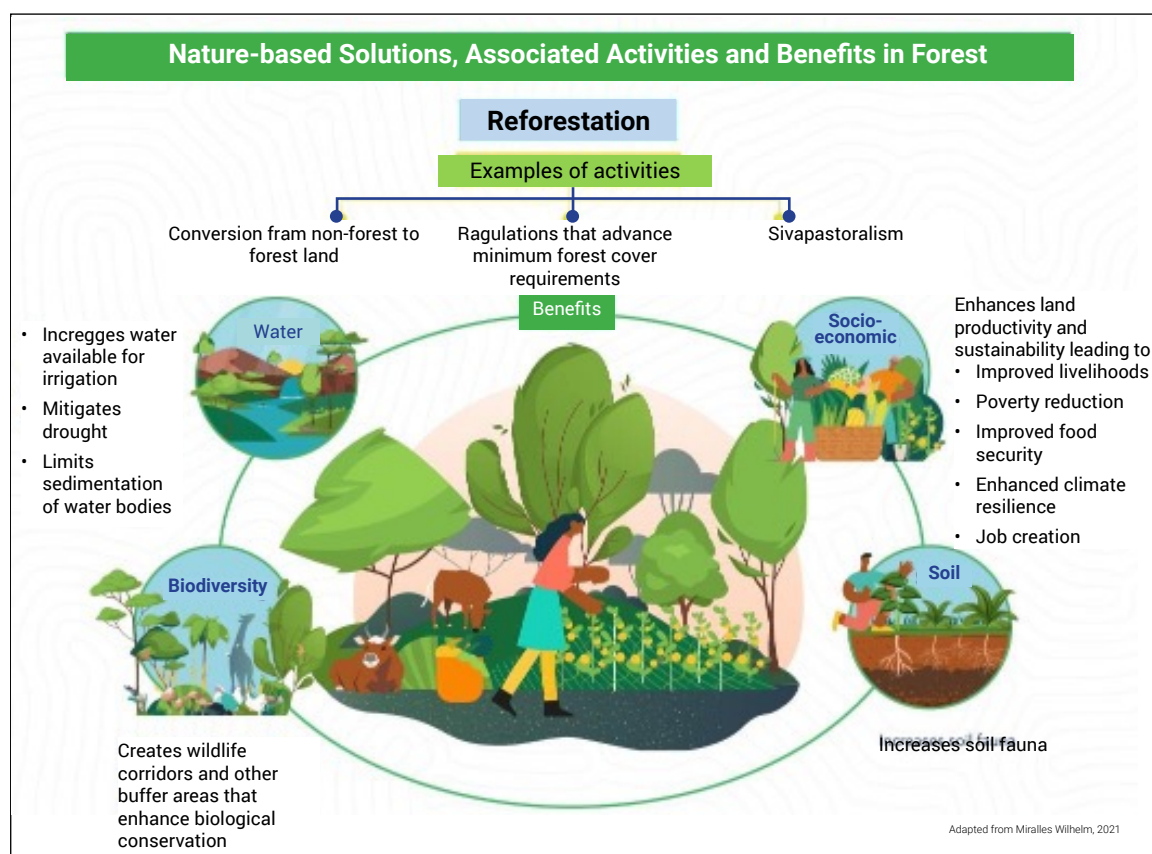 Nature-based Solutions, Associated Activities and Benefits in Forest
Reforestation
Examples of activities
Conversion fram non-forest to
forest land
Ragulations that advance
minimum forest cover
requirements
Sivapastoralism
Benefits
Water
• Incregges water
available for
irrigation
• Mitigates
drought
• Limits
sedimentation
of water bodies
Socio-
economic
Enhances land
productivity and
sustainability leading to
• Improved livelihoods
• Poverty reduction
• Improved food
security
• Enhanced climate
resilience
• Job creation
Biodiversity
Creates wildlife
corridors and other
buffer areas that
enhance biological
conservation
Soil
Increases soil fauna
Adapted from Miralles Wilhelm, 2021